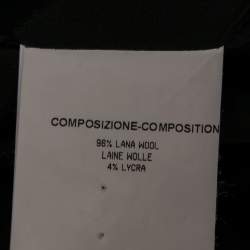 COMPOSIZIONE-COMPOSITION
96% LANA WOOL
LAINE WOLLE
4% LYCRA